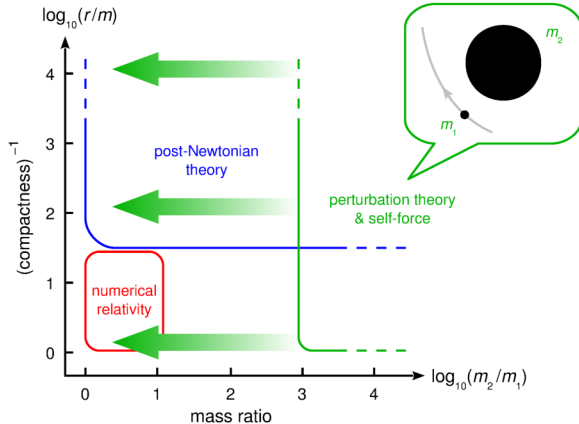 log₁₀(r/m)
m₂
m₁
4
3
2
1
0
(compactness)⁻¹
post-Newtonian
theory
perturbation theory
& self-force
numerical
relativity
0
1
2
3
4
log₁₀(m₂/m₁)
mass ratio